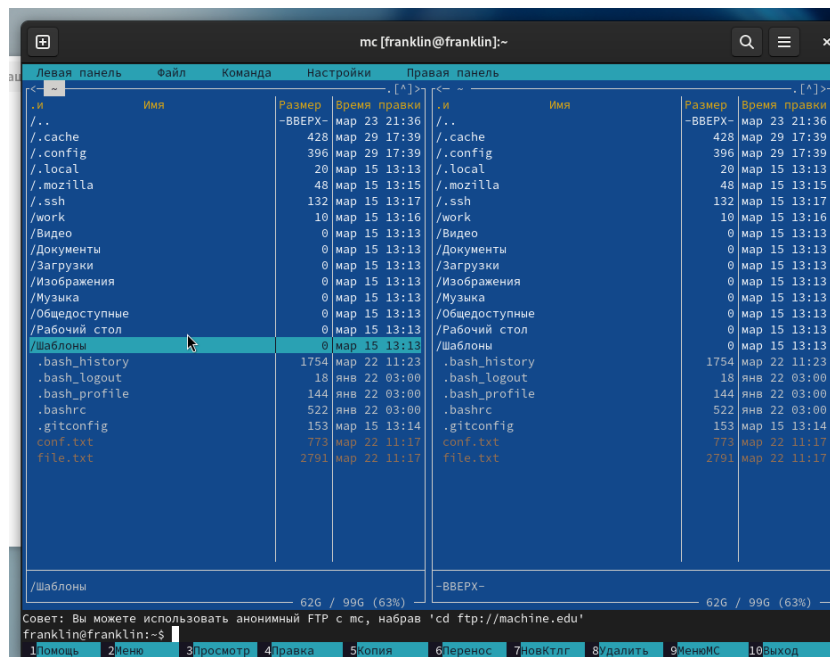 mc [franklin@franklin]:~
Левая панель Файл Команда Настройки Правая панель
<— ~ .[^]> <— ~ .[^]>
.и Имя Размер Время правки .и Имя Размер Время правки
/.. -ВВЕРХ- мар 23 21:36 /.. -ВВЕРХ- мар 23 21:36
/.cache 428 мар 29 17:39 /.cache 428 мар 29 17:39
/.config 396 мар 29 17:39 /.config 396 мар 29 17:39
/.local 20 мар 15 13:13 /.local 20 мар 15 13:13
/.mozilla 48 мар 15 13:15 /.mozilla 48 мар 15 13:15
/.ssh 132 мар 15 13:17 /.ssh 132 мар 15 13:17
/work 10 мар 15 13:16 /work 10 мар 15 13:16
/Видео 0 мар 15 13:13 /Видео 0 мар 15 13:13
/Документы 0 мар 15 13:13 /Документы 0 мар 15 13:13
/Загрузки 0 мар 15 13:13 /Загрузки 0 мар 15 13:13
/Изображения 0 мар 15 13:13 /Изображения 0 мар 15 13:13
/Музыка 0 мар 15 13:13 /Музыка 0 мар 15 13:13
/Общедоступные 0 мар 15 13:13 /Общедоступные 0 мар 15 13:13
/Рабочий стол 0 мар 15 13:13 /Рабочий стол 0 мар 15 13:13
/Шаблоны 0 мар 15 13:13 /Шаблоны 0 мар 15 13:13
.bash_history 1754 мар 22 11:23 .bash_history 1754 мар 22 11:23
.bash_logout 18 янв 22 03:00 .bash_logout 18 янв 22 03:00
.bash_profile 144 янв 22 03:00 .bash_profile 144 янв 22 03:00
.bashrc 522 янв 22 03:00 .bashrc 522 янв 22 03:00
.gitconfig 153 мар 15 13:14 .gitconfig 153 мар 15 13:14
conf.txt 773 мар 22 11:17 conf.txt 773 мар 22 11:17
file.txt 2791 мар 22 11:17 file.txt 2791 мар 22 11:17
/Шаблоны -ВВЕРХ-
62G / 99G (63%) 62G / 99G (63%)
Совет: Вы можете использовать анонимный FTP с mc, набрав 'cd ftp://machine.edu'
franklin@franklin:~$
1Помощь 2Меню 3Просмотр 4Правка 5Копия 6Перенос 7НовКтлг 8Удалить 9МенюMC 10Выход